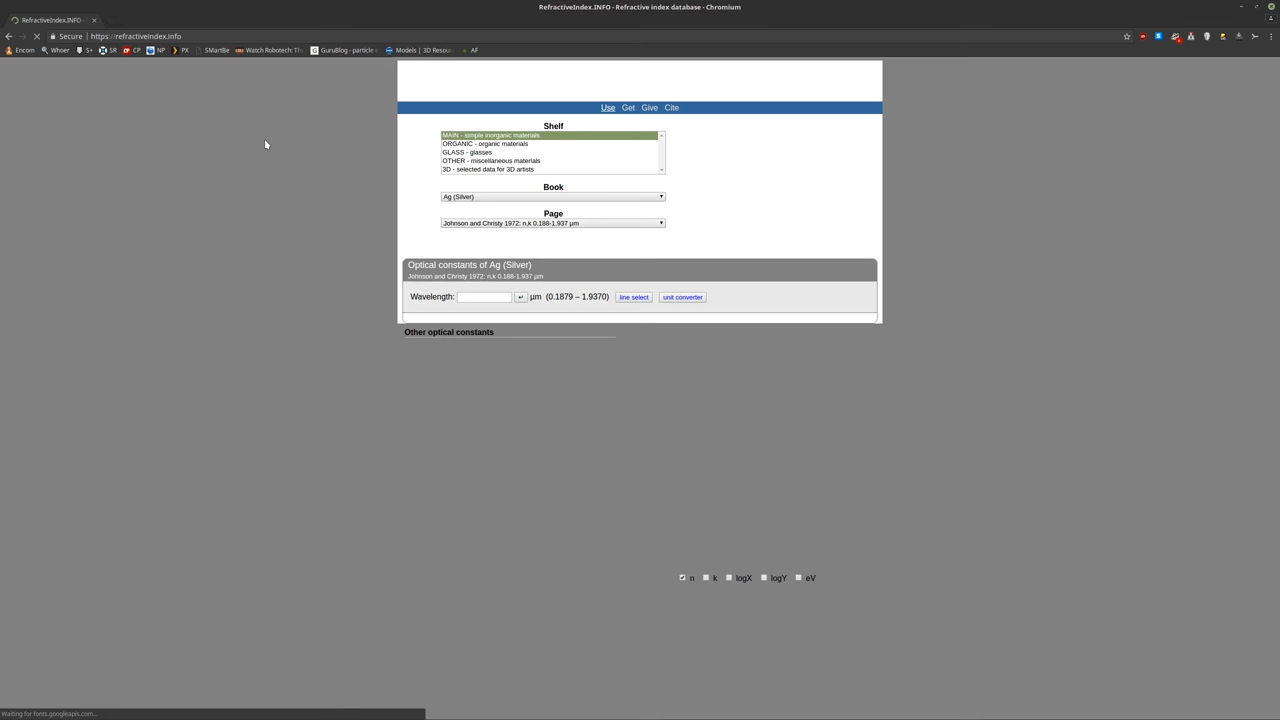 RefractiveIndex.INFO - Refractive index database - Chromium
RefractiveIndex.INFO
Secure | https://refractiveindex.info
Encom Whoer S+ SR CP NP PX SMartBe Watch Robotech: Th GuruBlog - particle Models | 3D Resou AF
Use Get Give Cite
Shelf
MAIN - simple inorganic materials
ORGANIC - organic materials
GLASS - glasses
OTHER - miscellaneous materials
3D - selected data for 3D artists
Book
Ag (Silver)
Page
Johnson and Christy 1972: n,k 0.188-1.937 µm
Optical constants of Ag (Silver)
Johnson and Christy 1972: n,k 0.188-1.937 µm
Wavelength: µm (0.1879 – 1.9370) line select unit converter
Other optical constants
n k logX logY eV
Waiting for fonts.googleapis.com...